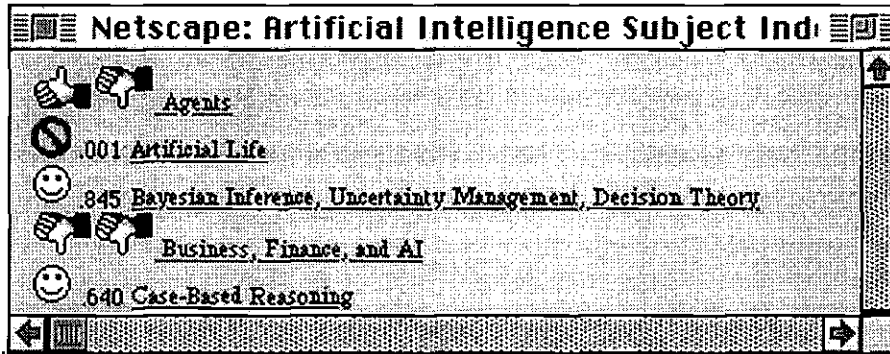 Netscape: Artificial Intelligence Subject Ind
Agents
.001 Artificial Life
.845 Bayesian Inference, Uncertainty Management, Decision Theory
Business, Finance, and AI
.640 Case-Based Reasoning